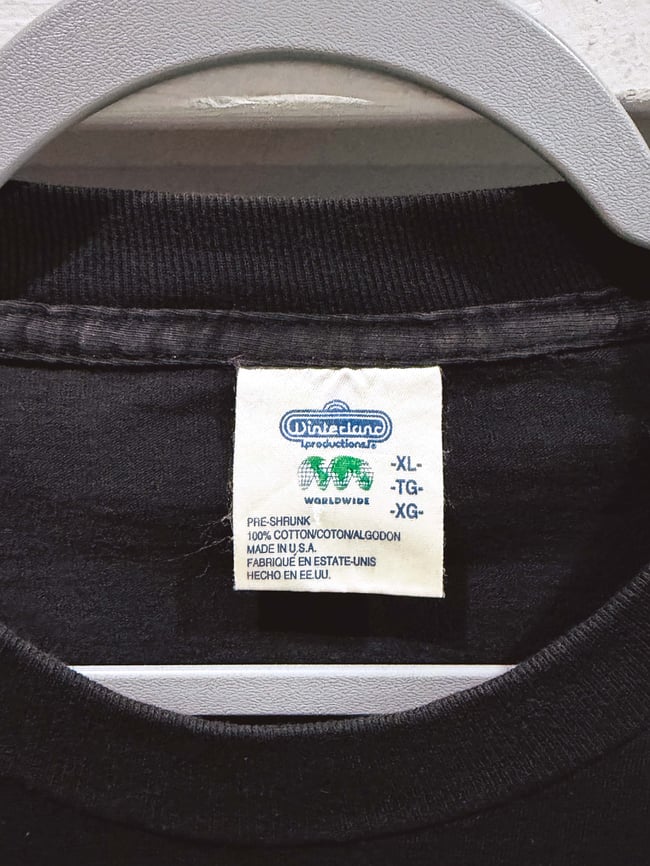 Winterland
productions®
WORLDWIDE
-XL-
-TG-
-XG-
PRE-SHRUNK
100% COTTON/COTON/ALGODON
MADE IN U.S.A.
FABRIQUÉ EN ESTATE-UNIS
HECHO EN EE.UU.